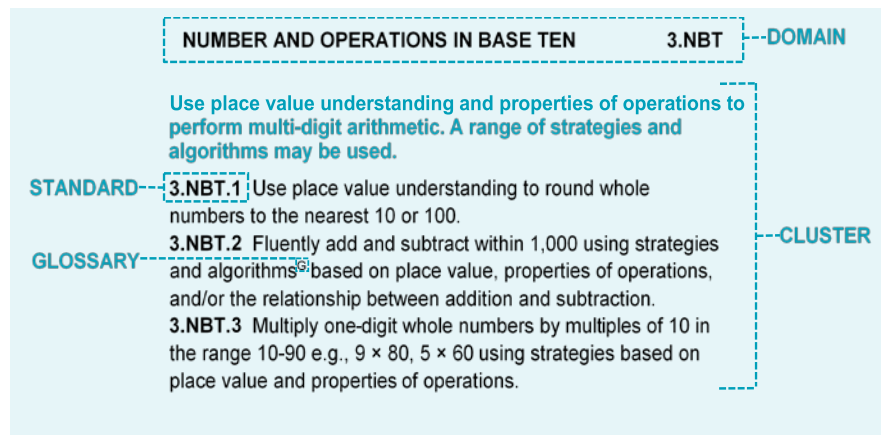 NUMBER AND OPERATIONS IN BASE TEN 3.NBT DOMAIN
Use place value understanding and properties of operations to
perform multi-digit arithmetic. A range of strategies and
algorithms may be used.
STANDARD 3.NBT.1 Use place value understanding to round whole
numbers to the nearest 10 or 100.
3.NBT.2 Fluently add and subtract within 1,000 using strategies
CLUSTER
GLOSSARY and algorithmsG based on place value, properties of operations,
and/or the relationship between addition and subtraction.
3.NBT.3 Multiply one-digit whole numbers by multiples of 10 in
the range 10-90 e.g., 9 × 80, 5 × 60 using strategies based on
place value and properties of operations.